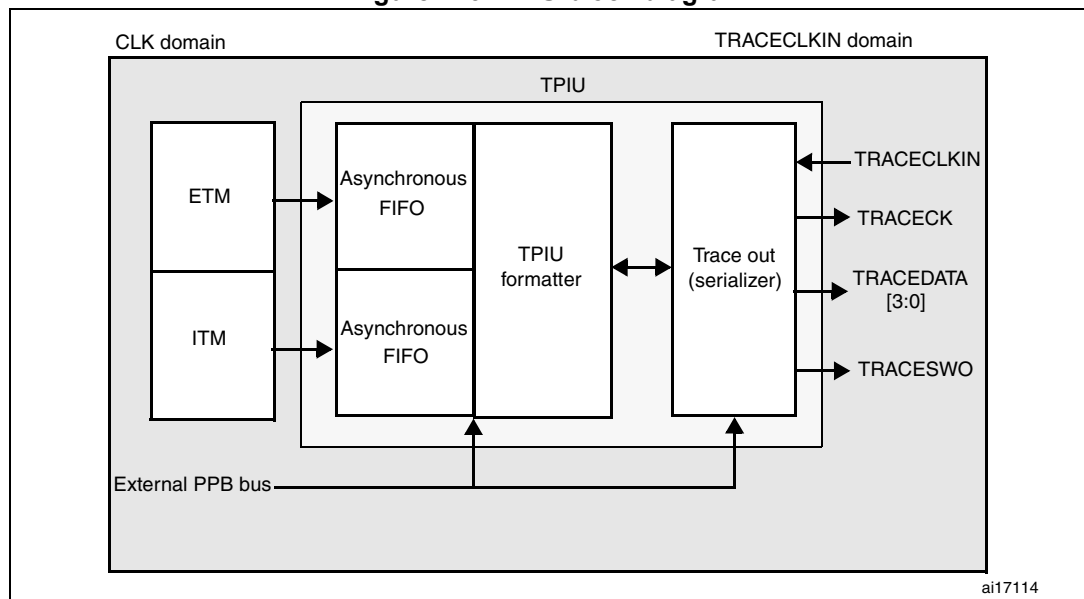 CLK domain
TRACECLKIN domain
TPIU
ETM
Asynchronous
FIFO
TPIU
formatter
Trace out
(serializer)
TRACECLKIN
TRACECK
TRACEDATA
[3:0]
TRACESWO
ITM
Asynchronous
FIFO
External PPB bus
ai17114